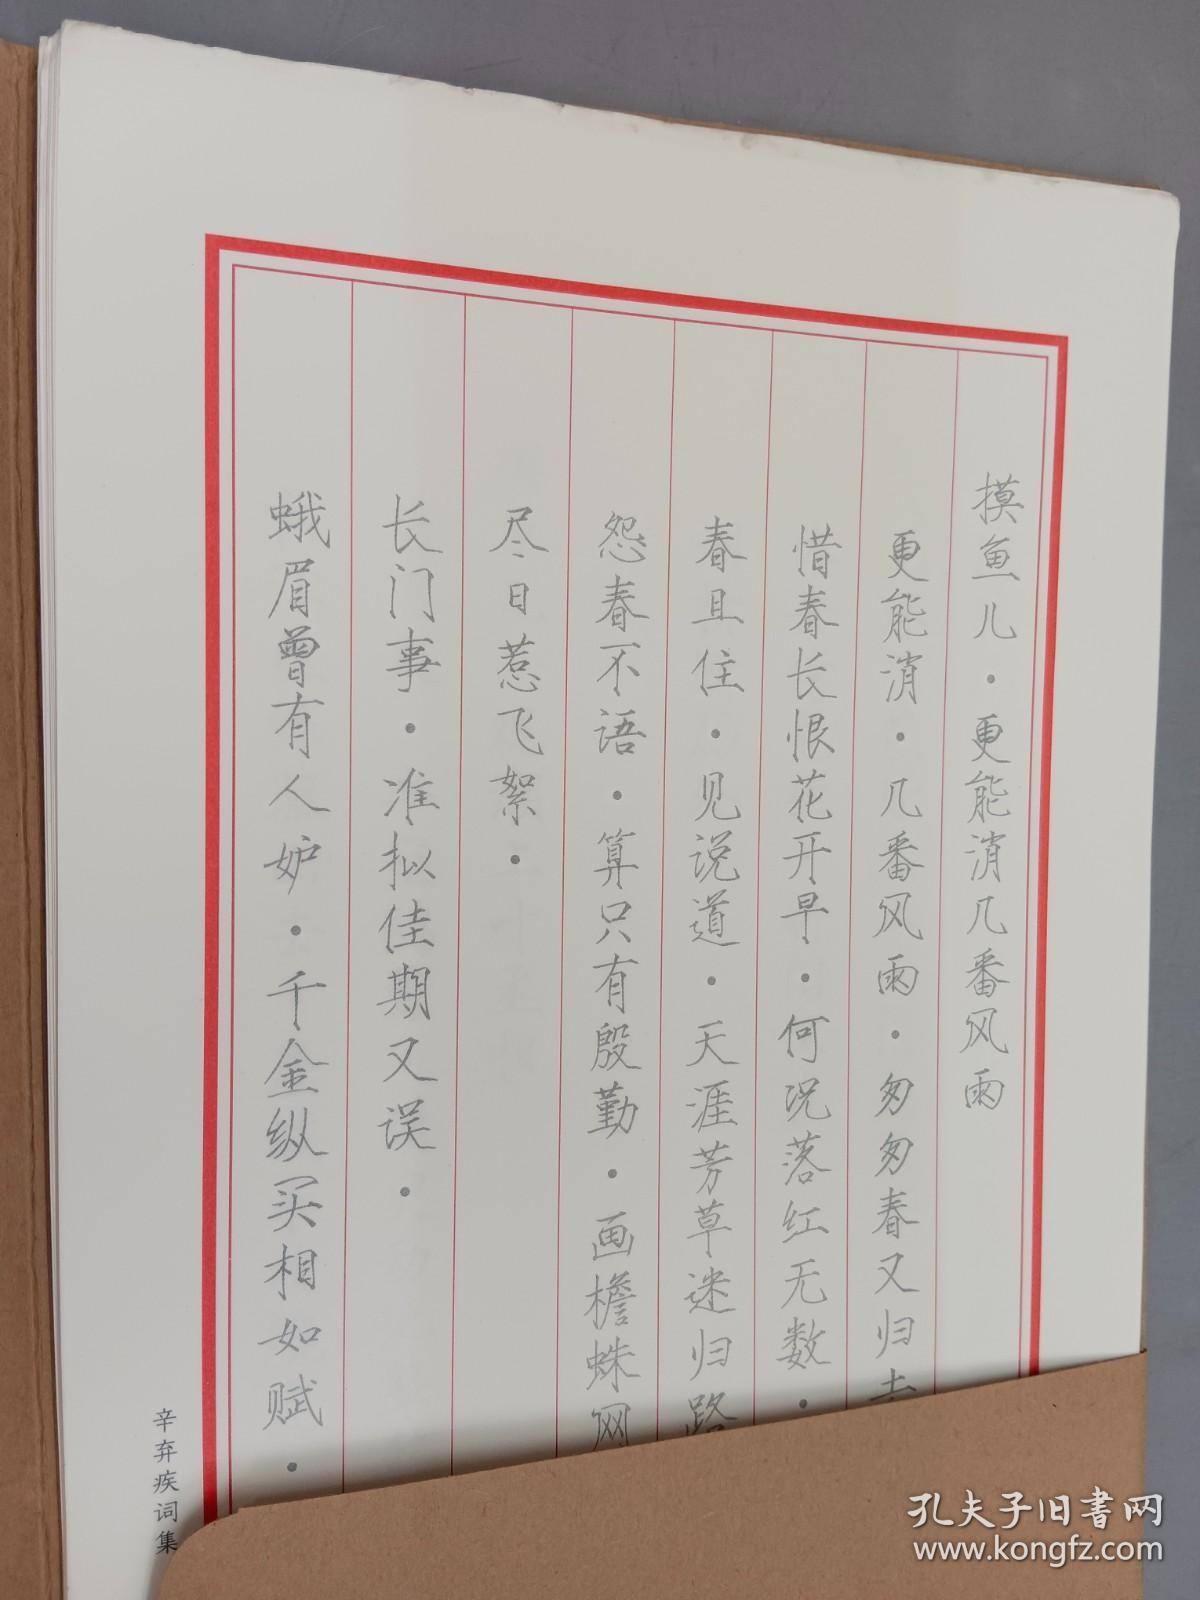 摸鱼儿·更能消几番风雨
更能消·几番风雨·匆匆春又归去
惜春长恨花开早·何况落红无数·
春且住·见说道·天涯芳草迷归路
怨春不语·算只有殷勤·画檐蛛网
尽日惹飞絮·
长门事·准拟佳期又误·
蛾眉曾有人妒·千金纵买相如赋·
辛弃疾词集
孔夫子旧书网
www.kongfz.com